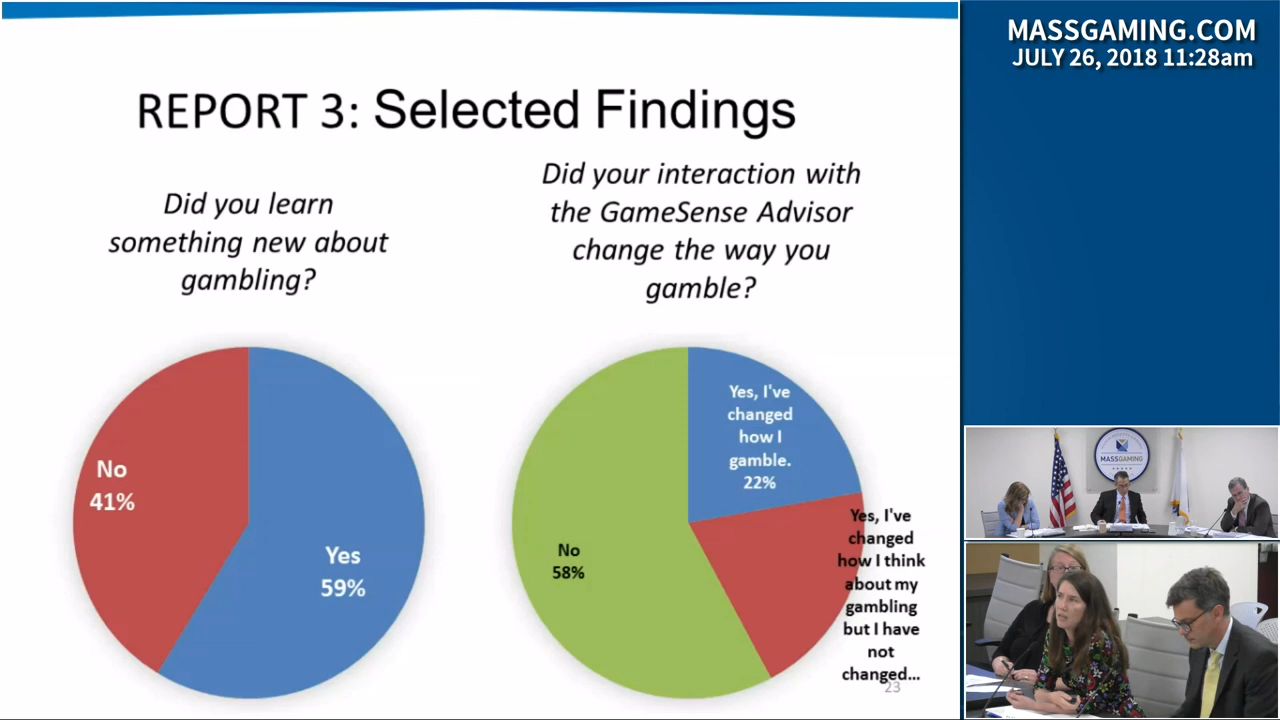 REPORT 3: Selected Findings
Did you learn
something new about
gambling?
Did your interaction with
the GameSense Advisor
change the way you
gamble?
No
41%
Yes
59%
Yes, I've
changed
how I
gamble.
22%
No
58%
Yes, I've
changed
how I think
about my
gambling
but I have
not
changed...
23
MASSGAMING.COM
JULY 26, 2018 11:28am
MASSGAMING